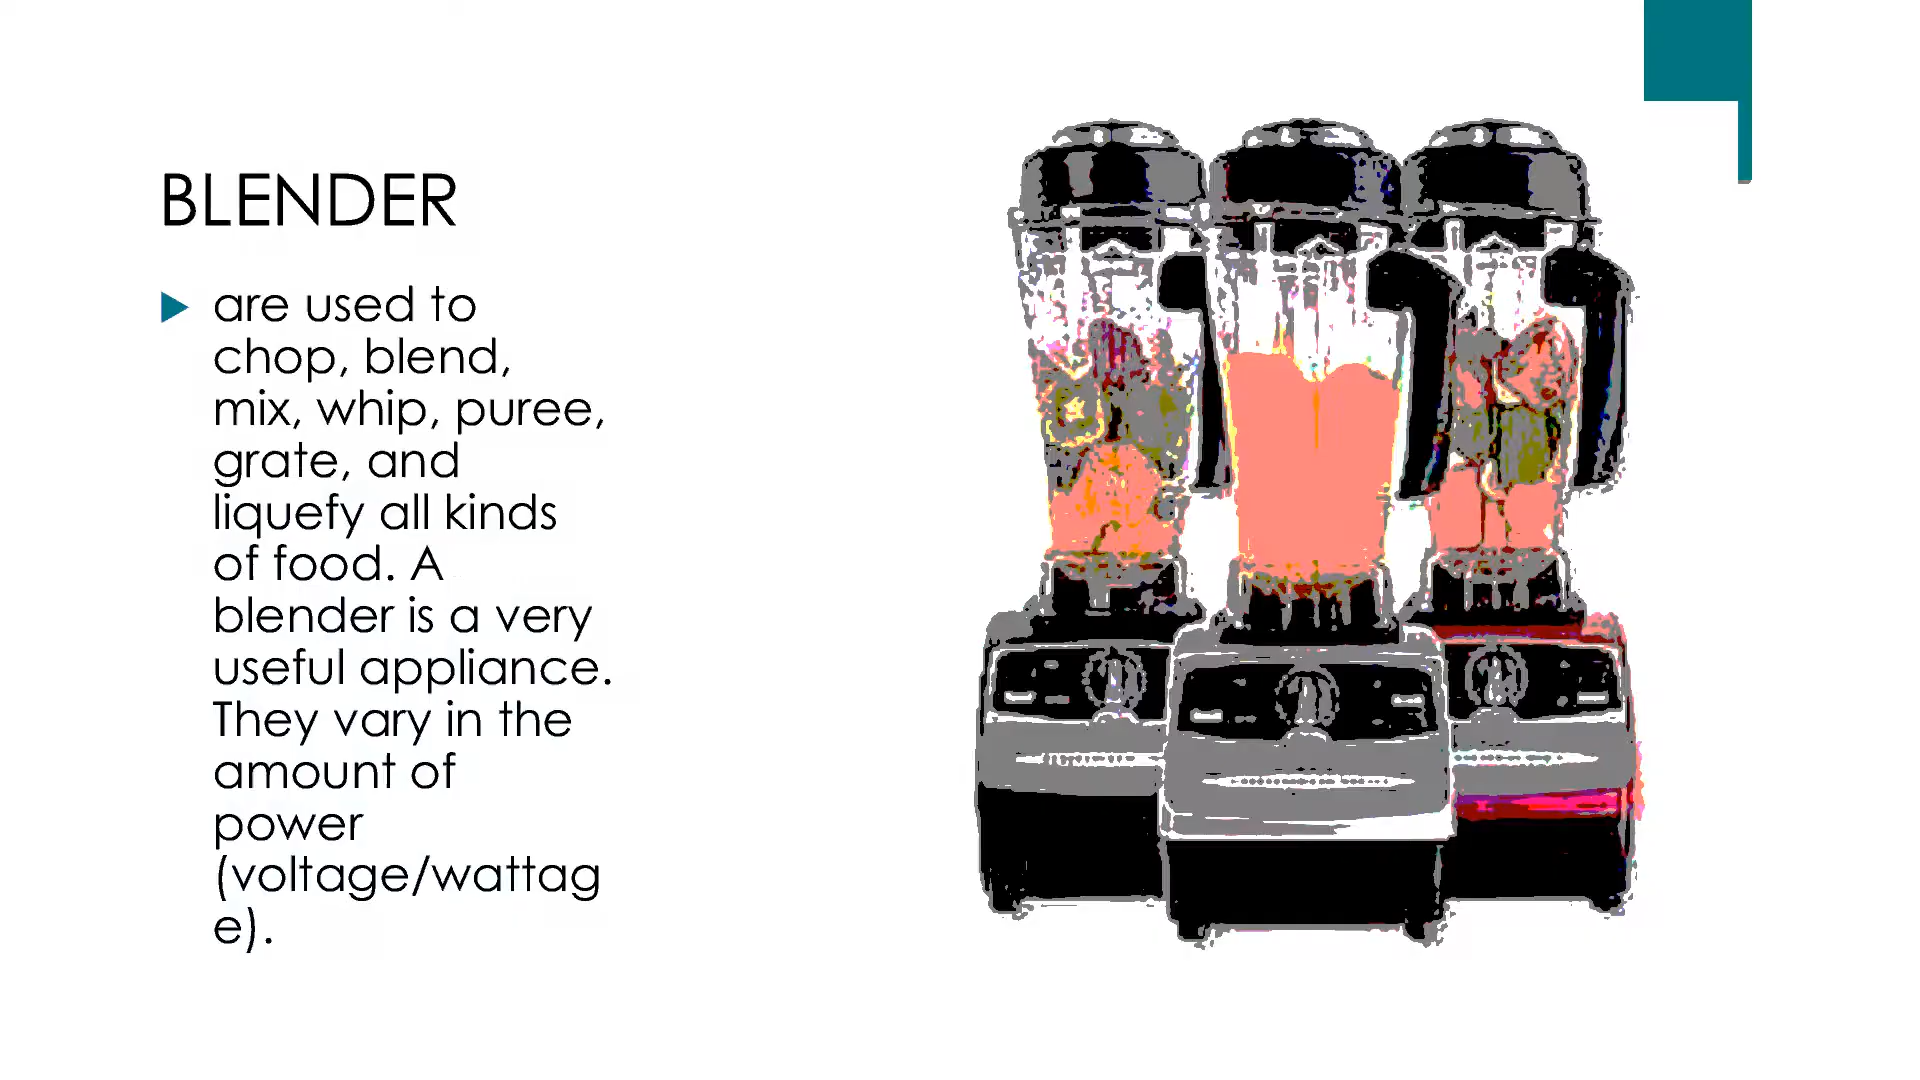 BLENDER
are used to
chop, blend,
mix, whip, puree,
grate, and
liquefy all kinds
of food. A
blender is a very
useful appliance.
They vary in the
amount of
power
(voltage/wattag
e).